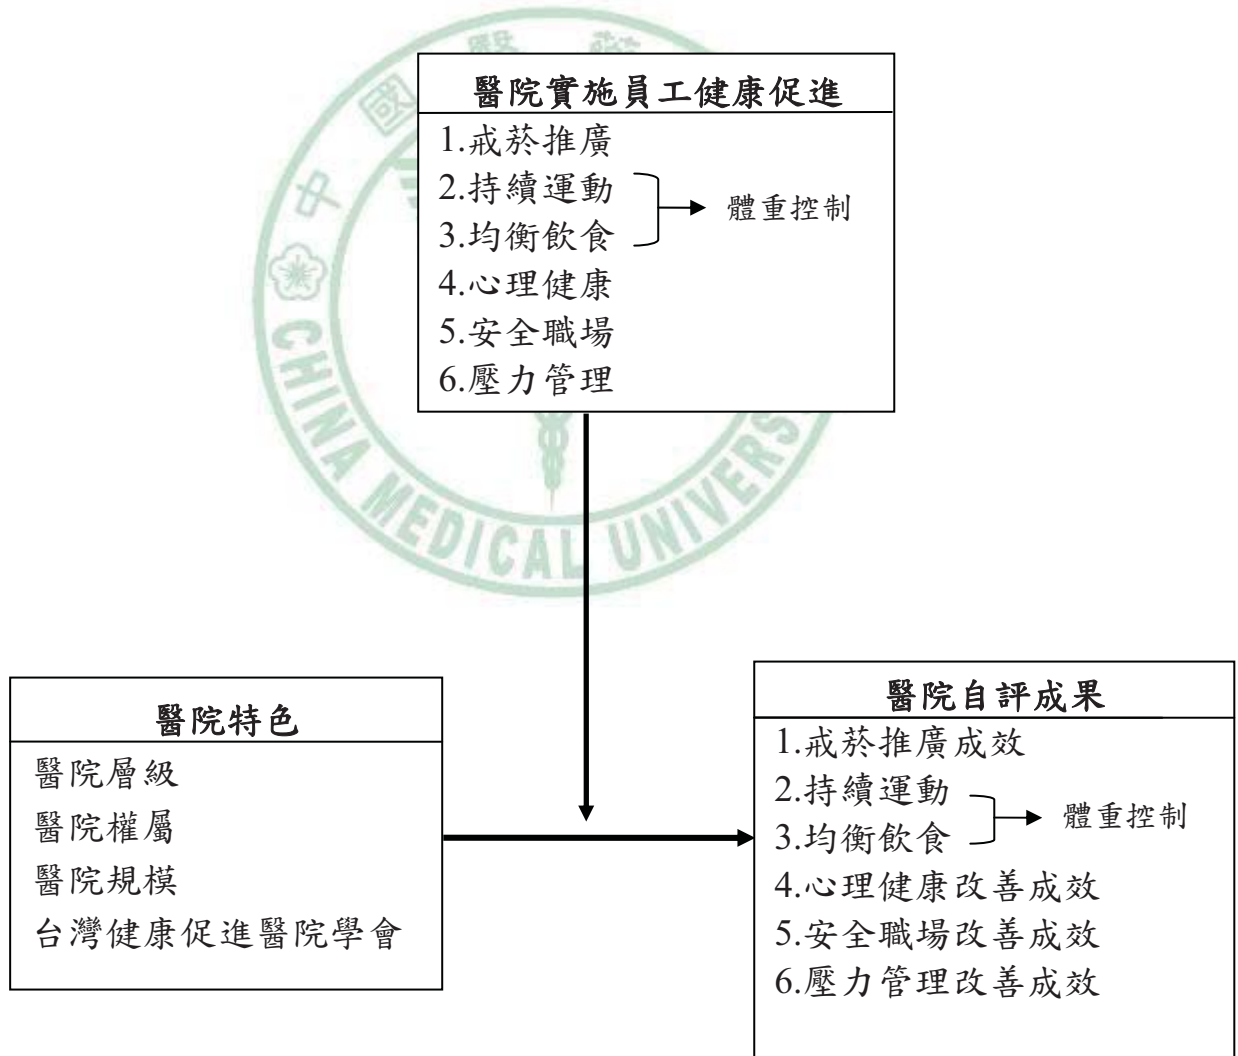 醫院實施員工健康促進
1.戒菸推廣
2.持續運動
3.均衡飲食
體重控制
4.心理健康
5.安全職場
6.壓力管理
中國醫藥
CHINA MEDICAL UNIVERS
醫院特色
醫院層級
醫院權屬
醫院規模
台灣健康促進醫院學會
醫院自評成果
1.戒菸推廣成效
2.持續運動
3.均衡飲食
體重控制
4.心理健康改善成效
5.安全職場改善成效
6.壓力管理改善成效